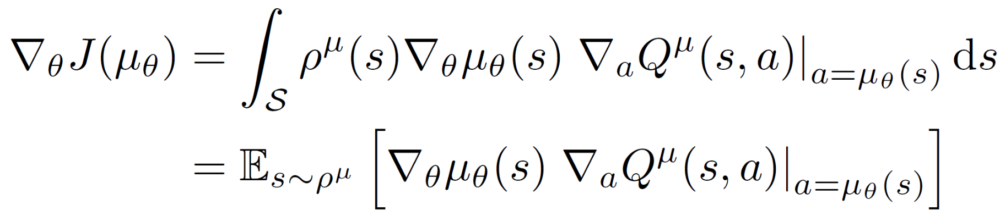 ∇_θ J(μ_θ) = ∫_𝒮 ρ^μ(s)∇_θ μ_θ(s) ∇_a Q^μ(s, a)|_{a=μ_θ(s)} ds
= 𝔼_{s∼ρ^μ} [∇_θ μ_θ(s) ∇_a Q^μ(s, a)|_{a=μ_θ(s)}]